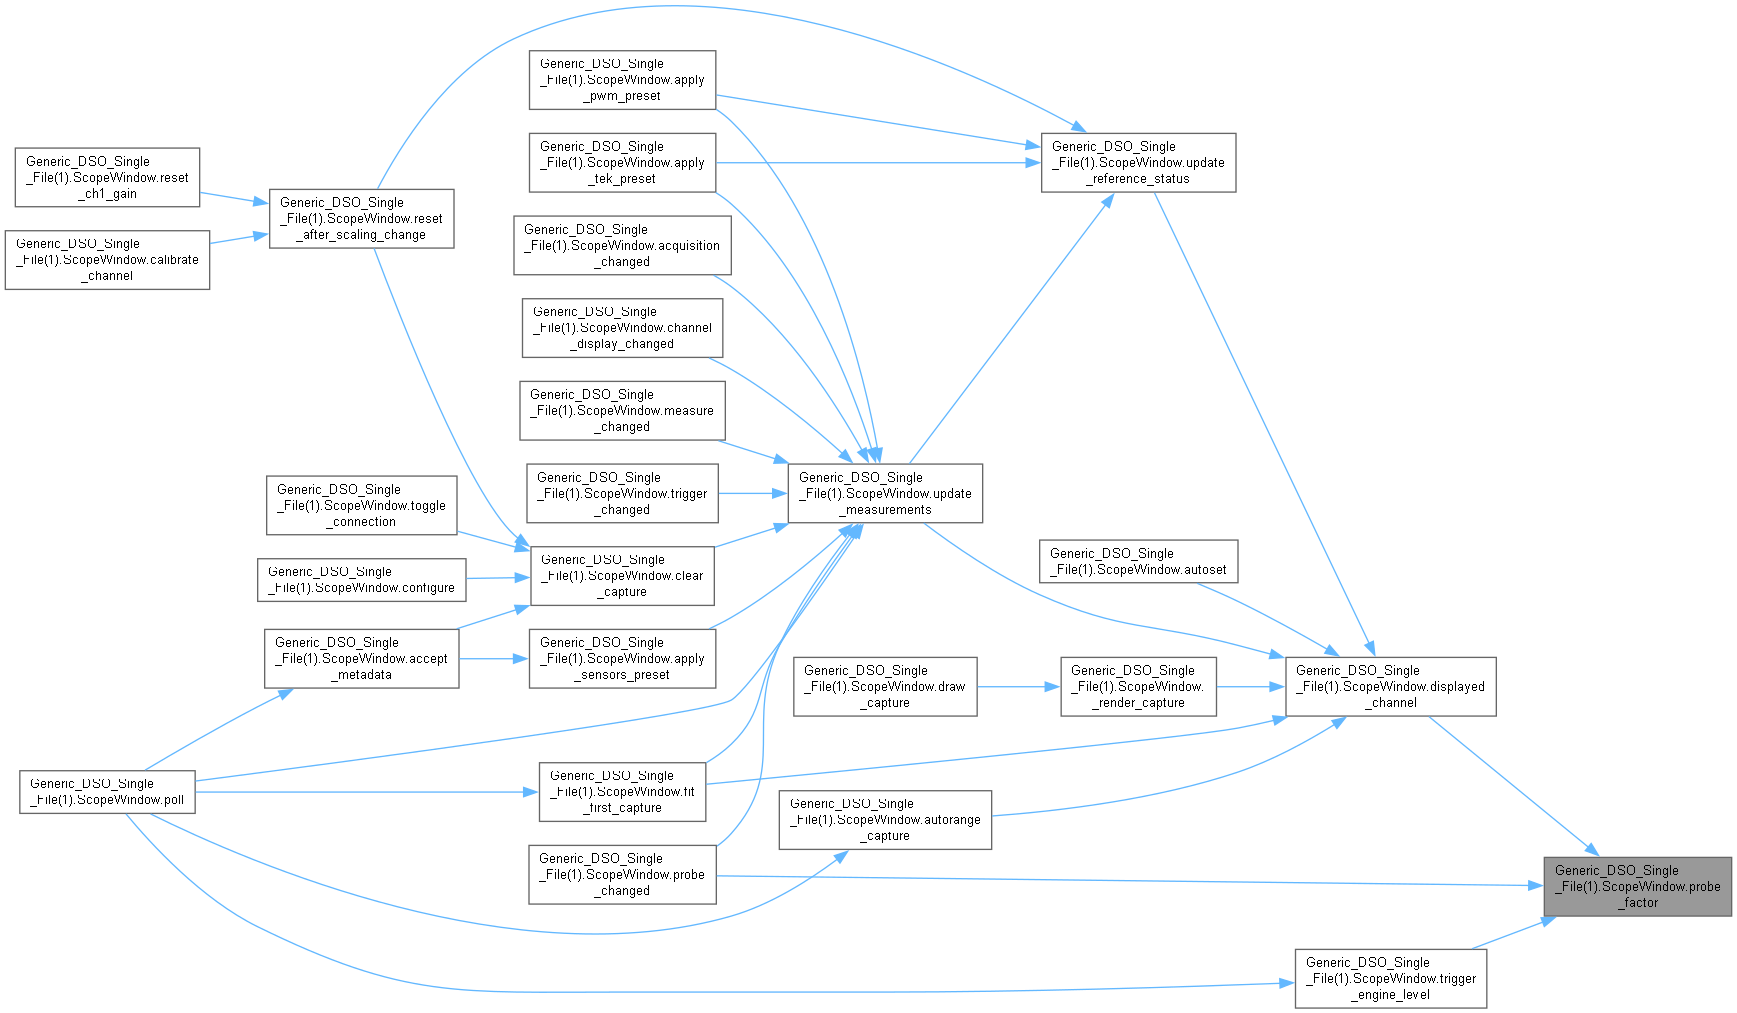 Generic_DSO_Single
_File(1).ScopeWindow.apply
_pwm_preset
Generic_DSO_Single
_File(1).ScopeWindow.apply
_tek_preset
Generic_DSO_Single
_File(1).ScopeWindow.update
_reference_status
Generic_DSO_Single
_File(1).ScopeWindow.reset
_ch1_gain
Generic_DSO_Single
_File(1).ScopeWindow.reset
_after_scaling_change
Generic_DSO_Single
_File(1).ScopeWindow.calibrate
_channel
Generic_DSO_Single
_File(1).ScopeWindow.acquisition
_changed
Generic_DSO_Single
_File(1).ScopeWindow.channel
_display_changed
Generic_DSO_Single
_File(1).ScopeWindow.measure
_changed
Generic_DSO_Single
_File(1).ScopeWindow.trigger
_changed
Generic_DSO_Single
_File(1).ScopeWindow.update
_measurements
Generic_DSO_Single
_File(1).ScopeWindow.toggle
_connection
Generic_DSO_Single
_File(1).ScopeWindow.clear
_capture
Generic_DSO_Single
_File(1).ScopeWindow.autoset
Generic_DSO_Single
_File(1).ScopeWindow.configure
Generic_DSO_Single
_File(1).ScopeWindow.accept
_metadata
Generic_DSO_Single
_File(1).ScopeWindow.apply
_sensors_preset
Generic_DSO_Single
_File(1).ScopeWindow.draw
_capture
Generic_DSO_Single
_File(1).ScopeWindow.
_render_capture
Generic_DSO_Single
_File(1).ScopeWindow.displayed
_channel
Generic_DSO_Single
_File(1).ScopeWindow.poll
Generic_DSO_Single
_File(1).ScopeWindow.fit
_first_capture
Generic_DSO_Single
_File(1).ScopeWindow.autorange
_capture
Generic_DSO_Single
_File(1).ScopeWindow.probe
_changed
Generic_DSO_Single
_File(1).ScopeWindow.probe
_factor
Generic_DSO_Single
_File(1).ScopeWindow.trigger
_engine_level